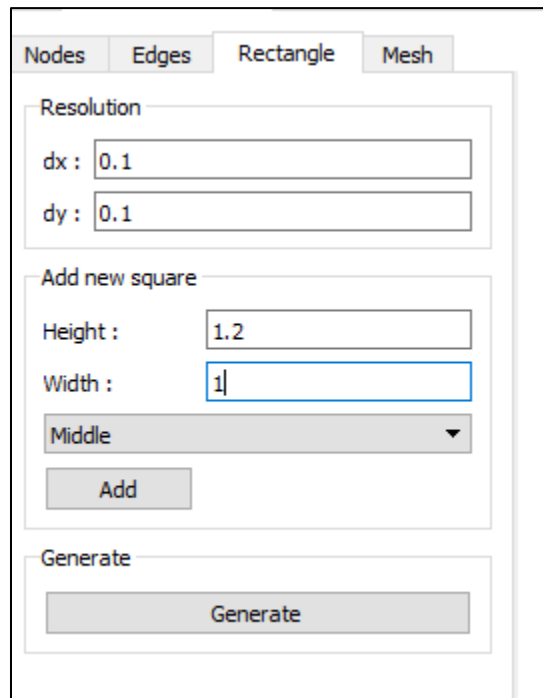 Nodes Edges Rectangle Mesh
Resolution
dx : 0.1
dy : 0.1
Add new square
Height : 1.2
Width : 1
Middle
Add
Generate
Generate